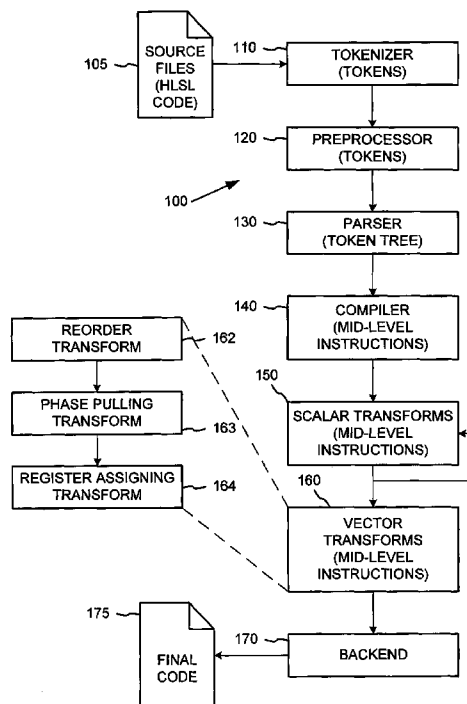 105
SOURCE
FILES
(HLSL
CODE)
110
TOKENIZER
(TOKENS)
120
PREPROCESSOR
(TOKENS)
100
130
PARSER
(TOKEN TREE)
140
COMPILER
(MID-LEVEL
INSTRUCTIONS)
150
SCALAR TRANSFORMS
(MID-LEVEL
INSTRUCTIONS)
REORDER
TRANSFORM
162
PHASE PULLING
TRANSFORM
163
REGISTER ASSIGNING
TRANSFORM
164
160
VECTOR
TRANSFORMS
(MID-LEVEL
INSTRUCTIONS)
170
BACKEND
175
FINAL
CODE